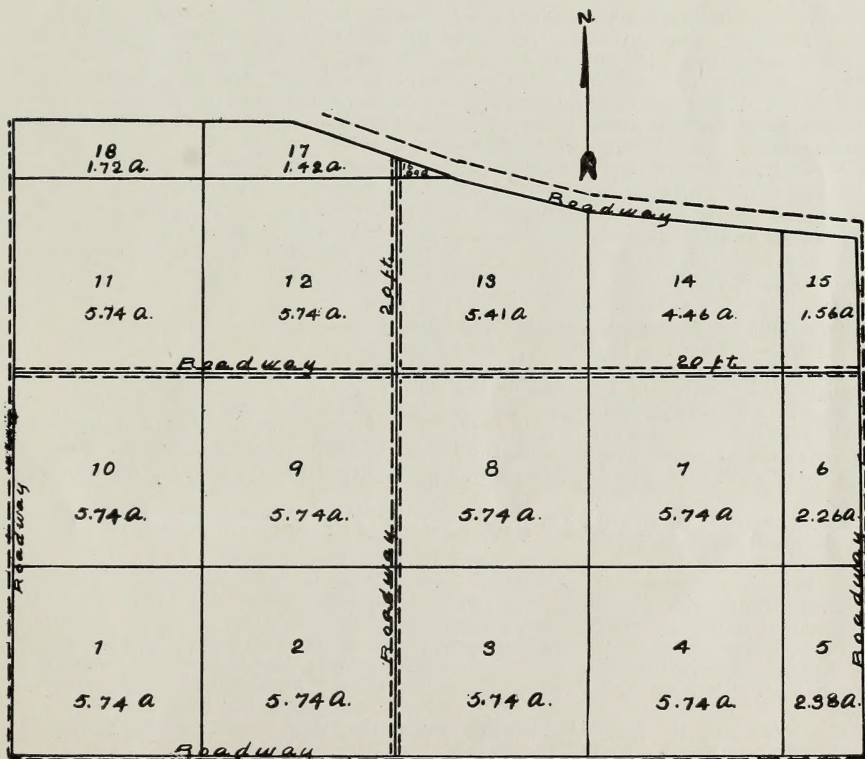 N.
18
1.72 a.
17
1.42 a.
16
Roadway
11
5.74 a.
12
5.74 a.
20 ft.
13
5.41 a
14
4.46 a.
15
1.56 a
Roadway
20 ft.
10
5.74 a.
9
5.74 a.
8
5.74 a.
7
5.74 a
6
2.26 a.
Roadway
Roadway
Roadway
1
5.74 a
2
5.74 a.
3
5.74 a.
4
5.74 a.
5
2.38 a.
Roadway